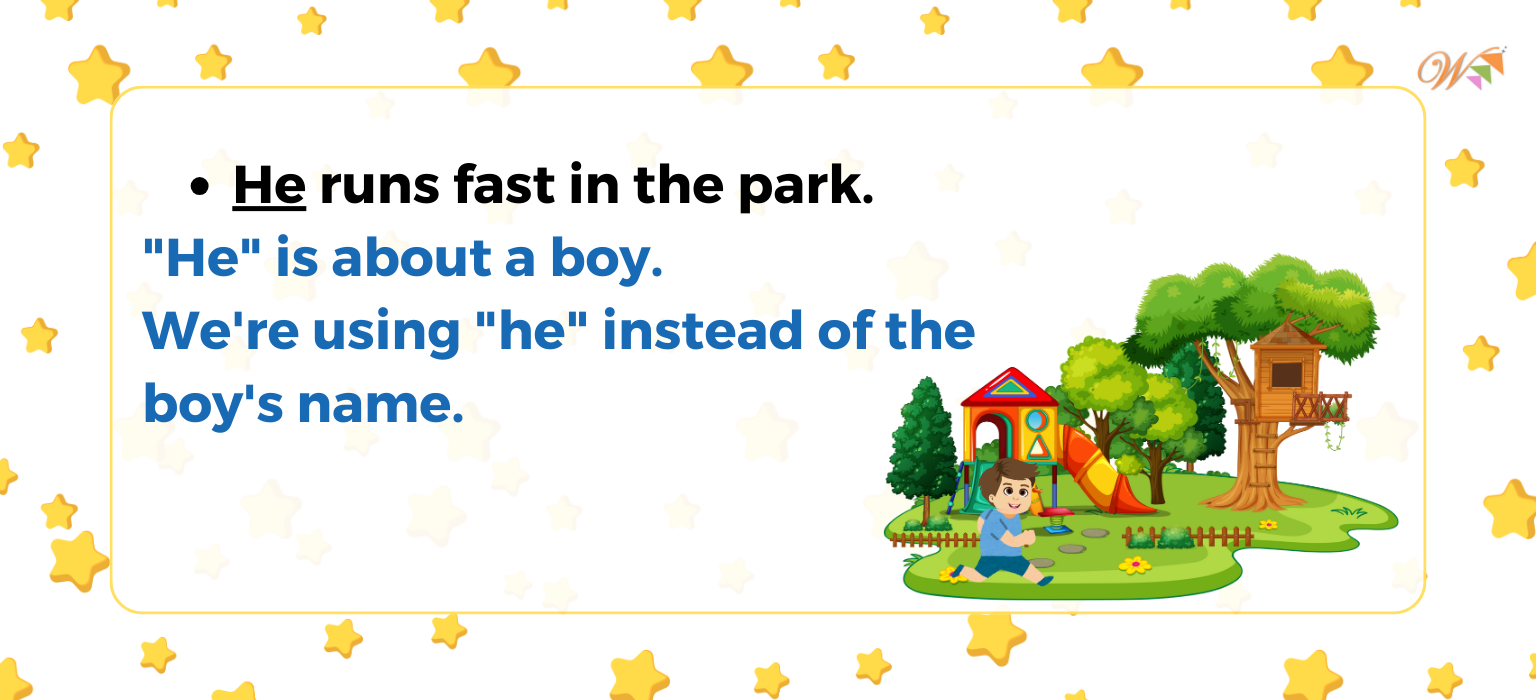 • He runs fast in the park.
"He" is about a boy.
We're using "he" instead of the
boy's name.
W